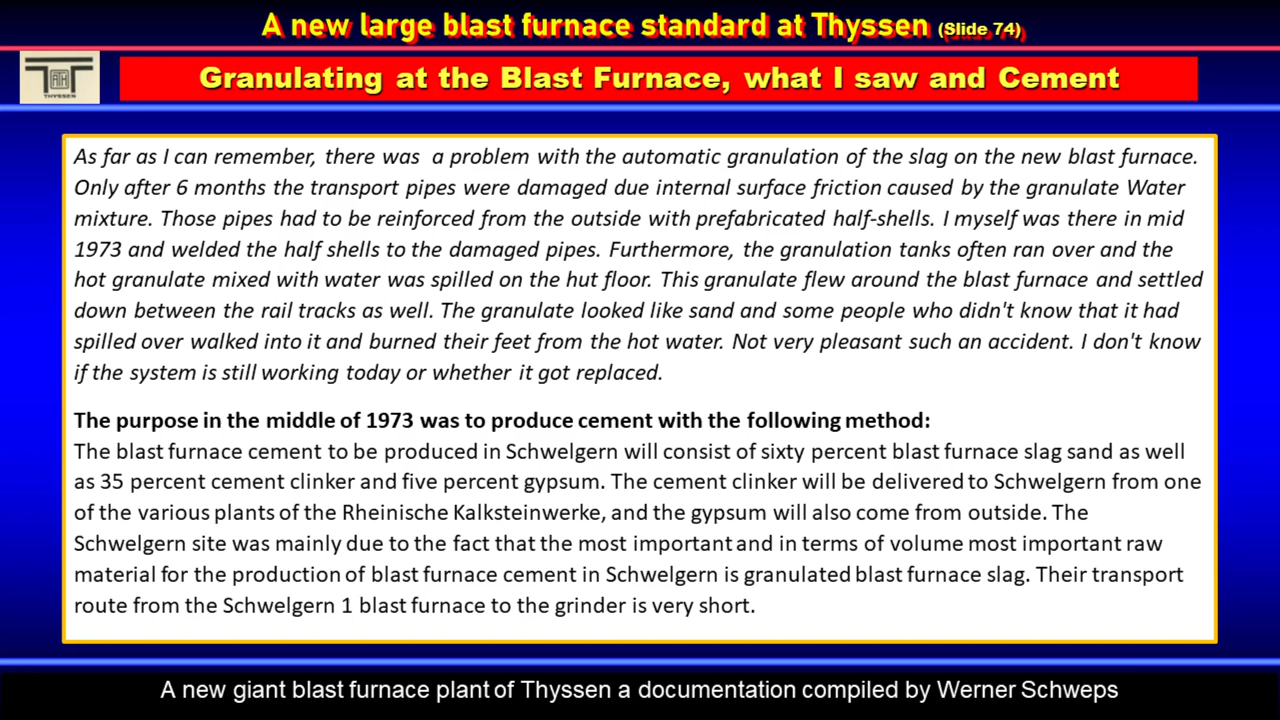 A new large blast furnace standard at Thyssen (Slide 74)
ATH
THYSSEN
Granulating at the Blast Furnace, what I saw and Cement
As far as I can remember, there was a problem with the automatic granulation of the slag on the new blast furnace.
Only after 6 months the transport pipes were damaged due internal surface friction caused by the granulate Water
mixture. Those pipes had to be reinforced from the outside with prefabricated half-shells. I myself was there in mid
1973 and welded the half shells to the damaged pipes. Furthermore, the granulation tanks often ran over and the
hot granulate mixed with water was spilled on the hut floor. This granulate flew around the blast furnace and settled
down between the rail tracks as well. The granulate looked like sand and some people who didn't know that it had
spilled over walked into it and burned their feet from the hot water. Not very pleasant such an accident. I don't know
if the system is still working today or whether it got replaced.
The purpose in the middle of 1973 was to produce cement with the following method:
The blast furnace cement to be produced in Schwelgern will consist of sixty percent blast furnace slag sand as well
as 35 percent cement clinker and five percent gypsum. The cement clinker will be delivered to Schwelgern from one
of the various plants of the Rheinische Kalksteinwerke, and the gypsum will also come from outside. The
Schwelgern site was mainly due to the fact that the most important and in terms of volume most important raw
material for the production of blast furnace cement in Schwelgern is granulated blast furnace slag. Their transport
route from the Schwelgern 1 blast furnace to the grinder is very short.
A new giant blast furnace plant of Thyssen a documentation compiled by Werner Schweps